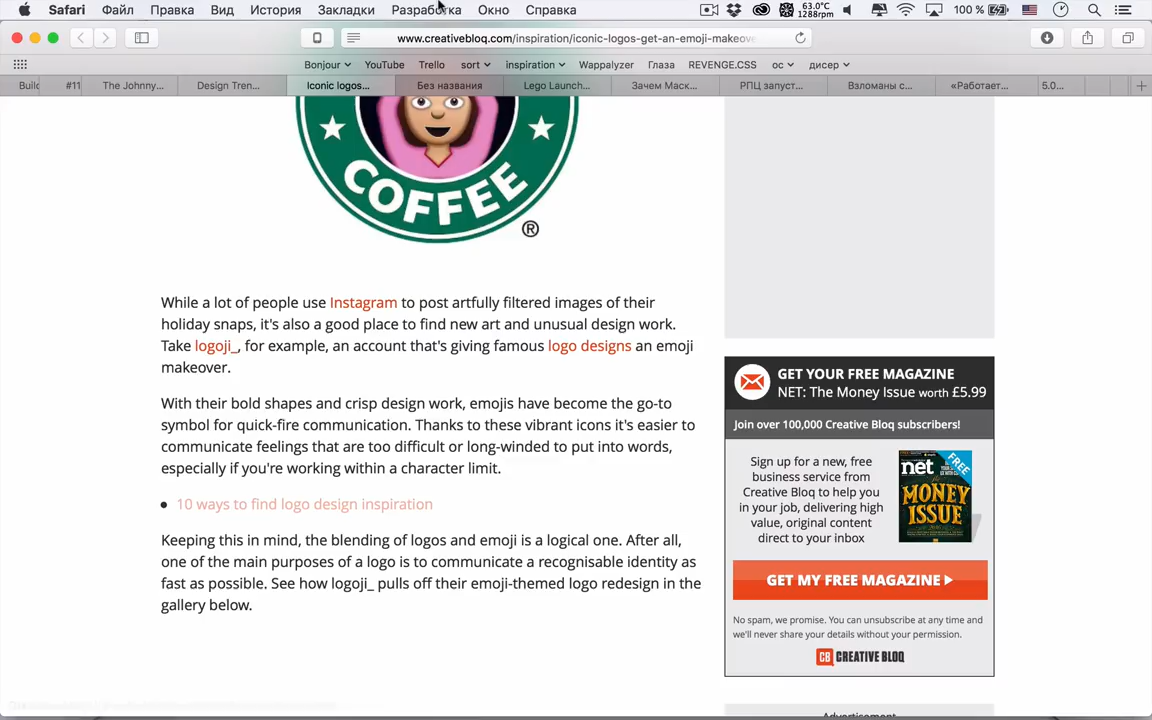 Safari Файл Правка Вид История Закладки Разработка Окно Справка 63.0°C 1288rpm 100 %
www.creativebloq.com/inspiration/iconic-logos-get-an-emoji-makeove
Bonjour YouTube Trello sort inspiration Wappalyzer Глаза REVENGE.CSS ос дисер
Builc #11 The Johnny... Design Tren... Iconic logos... Без названия Lego Launch... Зачем Маск... РПЦ запуст... Взломаны с... «Работает... 5.0...
COFFEE
®
While a lot of people use Instagram to post artfully filtered images of their
holiday snaps, it's also a good place to find new art and unusual design work.
Take logoji_, for example, an account that's giving famous logo designs an emoji
makeover.
With their bold shapes and crisp design work, emojis have become the go-to
symbol for quick-fire communication. Thanks to these vibrant icons it's easier to
communicate feelings that are too difficult or long-winded to put into words,
especially if you're working within a character limit.
10 ways to find logo design inspiration
Keeping this in mind, the blending of logos and emoji is a logical one. After all,
one of the main purposes of a logo is to communicate a recognisable identity as
fast as possible. See how logoji_ pulls off their emoji-themed logo redesign in the
gallery below.
GET YOUR FREE MAGAZINE
NET: The Money Issue worth £5.99
Join over 100,000 Creative Bloq subscribers!
Sign up for a new, free
business service from
Creative Bloq to help you
in your job, delivering high
value, original content
direct to your inbox
net FREE
MONEY
ISSUE
GET MY FREE MAGAZINE
No spam, we promise. You can unsubscribe at any time and
we'll never share your details without your permission.
CB CREATIVE BLOQ
Advertisement